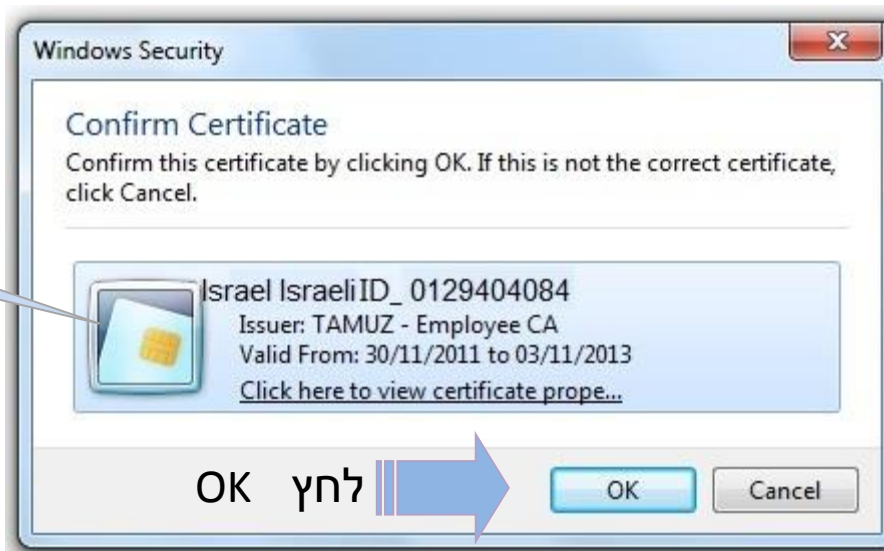 Windows Security
Confirm Certificate
Confirm this certificate by clicking OK. If this is not the correct certificate,
click Cancel.
Israel Israeli ID_ 0129404084
Issuer: TAMUZ - Employee CA
Valid From: 30/11/2011 to 03/11/2013
Click here to view certificate prope...
לחץ OK
OK Cancel